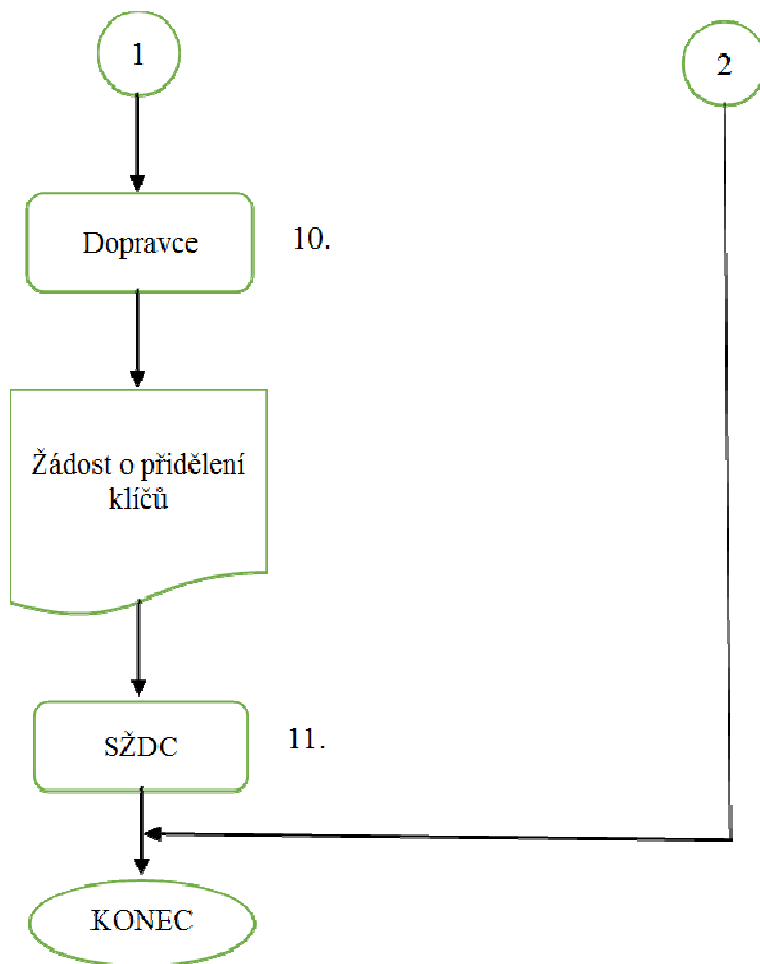 1
2
Dopravce
10.
Žádost o přidělení
klíčů
SŽDC
11.
KONEC